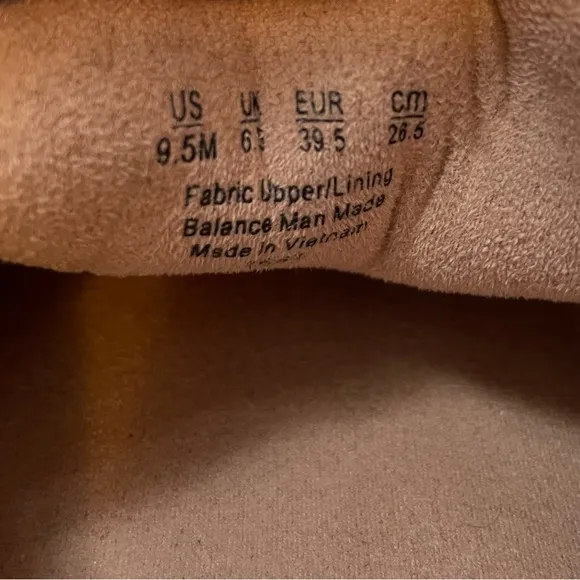 US UK EUR cm
9.5M 39.5 26.5
Fabric Upper/Lining
Balance Man Made
Made in Vietnam